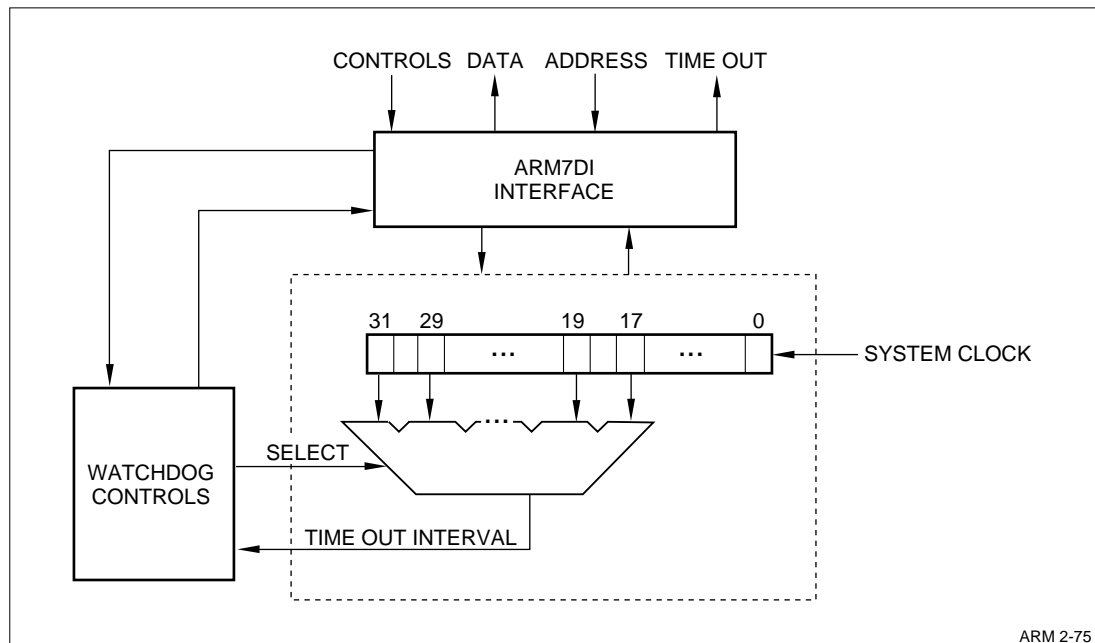 CONTROLS DATA ADDRESS TIME OUT
ARM7DI
INTERFACE
31 29 19 17 0
... ...
SYSTEM CLOCK
...
SELECT
WATCHDOG
CONTROLS
TIME OUT INTERVAL
ARM 2-75